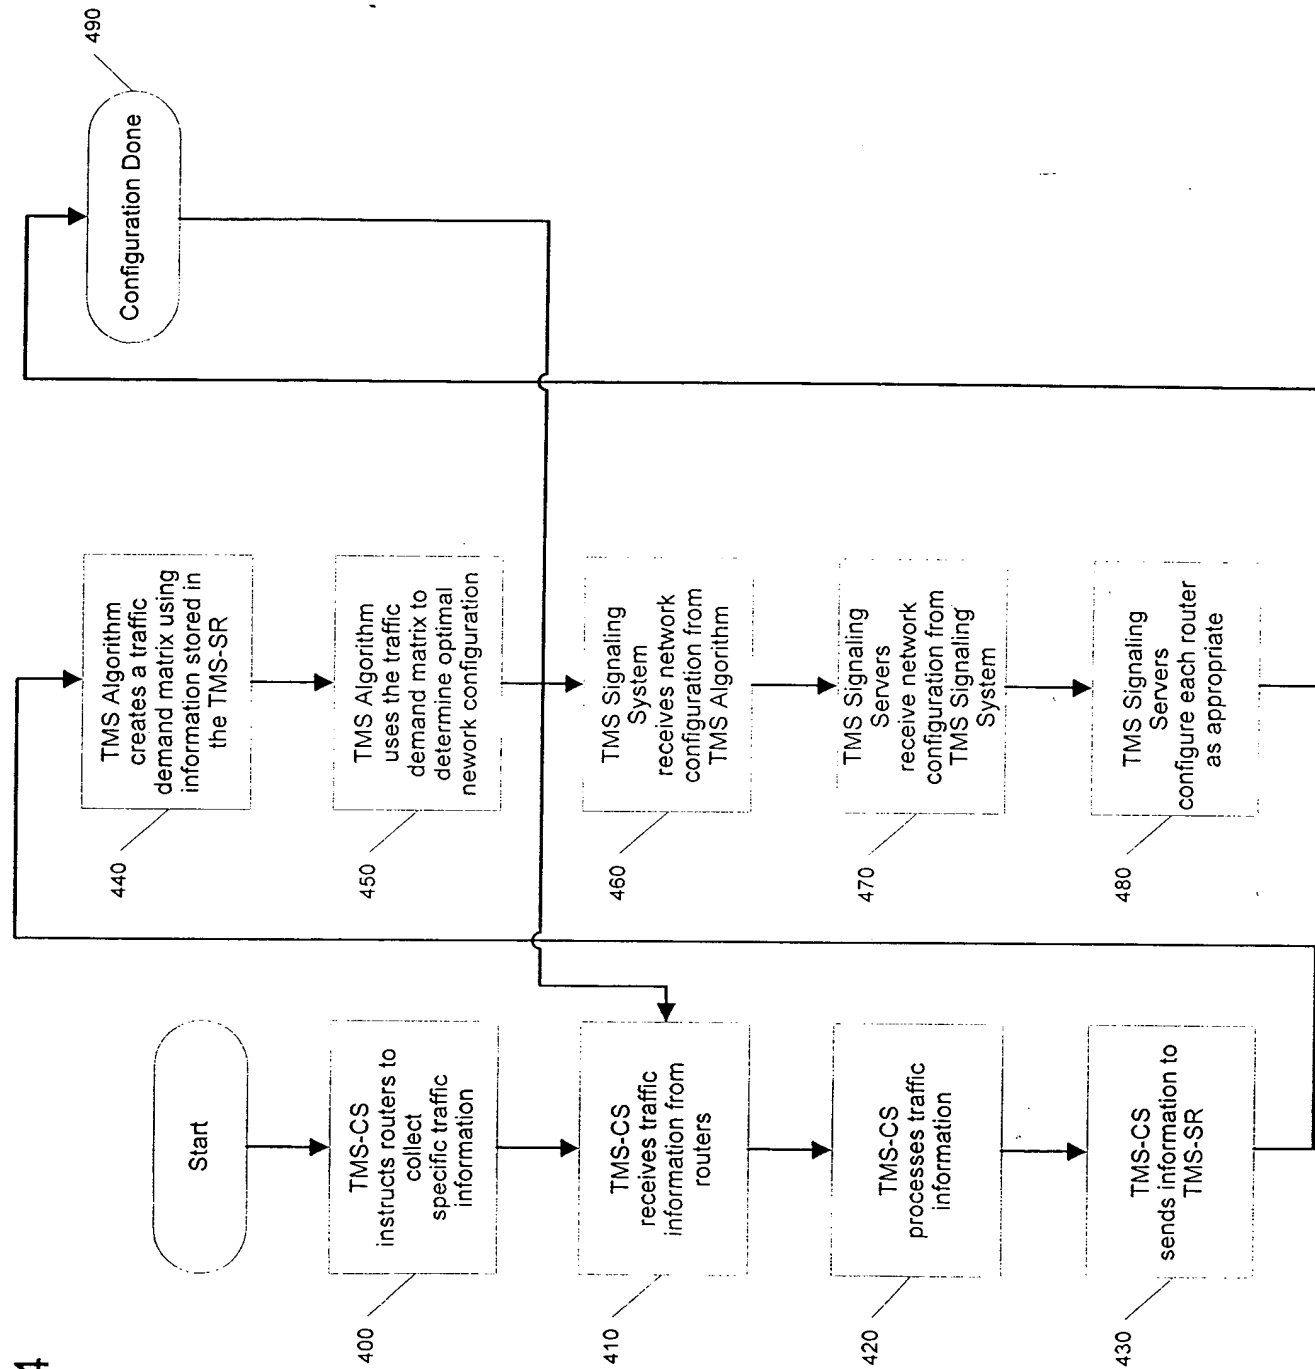 4
Start
TMS-CS
instructs routers to
collect
specific traffic
information
400
TMS-CS
receives traffic
information from
routers
410
TMS-CS
processes traffic
information
420
TMS-CS
sends information to
TMS-SR
430
TMS Algorithm
creates a traffic
demand matrix using
information stored in
the TMS-SR
440
TMS Algorithm
uses the traffic
demand matrix to
determine optimal
nework configuration
450
TMS Signaling
System
receives network
configuration from
TMS Algorithm
460
TMS Signaling
Servers
receive network
configuration from
TMS Signaling
System
470
TMS Signaling
Servers
configure each router
as appropriate
480
Configuration Done
490